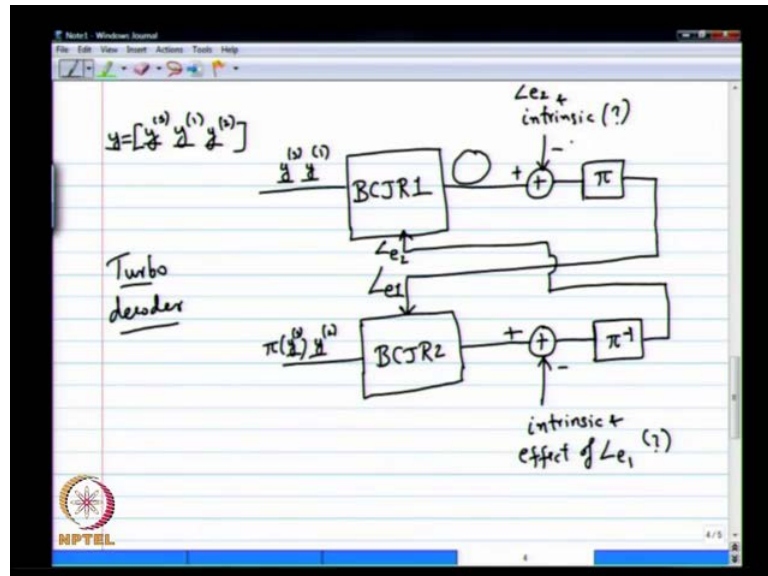 Note1 - Windows Journal
File Edit View Insert Actions Tools Help
y=[y^(s) y^(1) y^(2)]
Le2 +
intrinsic (?)
y^(s) y^(1)
BCJR1
+
+
-
π
Le2
Le1
Turbo
decoder
π(y^(s)) y^(2)
BCJR2
+
+
-
π^-1
intrinsic +
effect of Le1 (?)
NPTEL
4/5
4